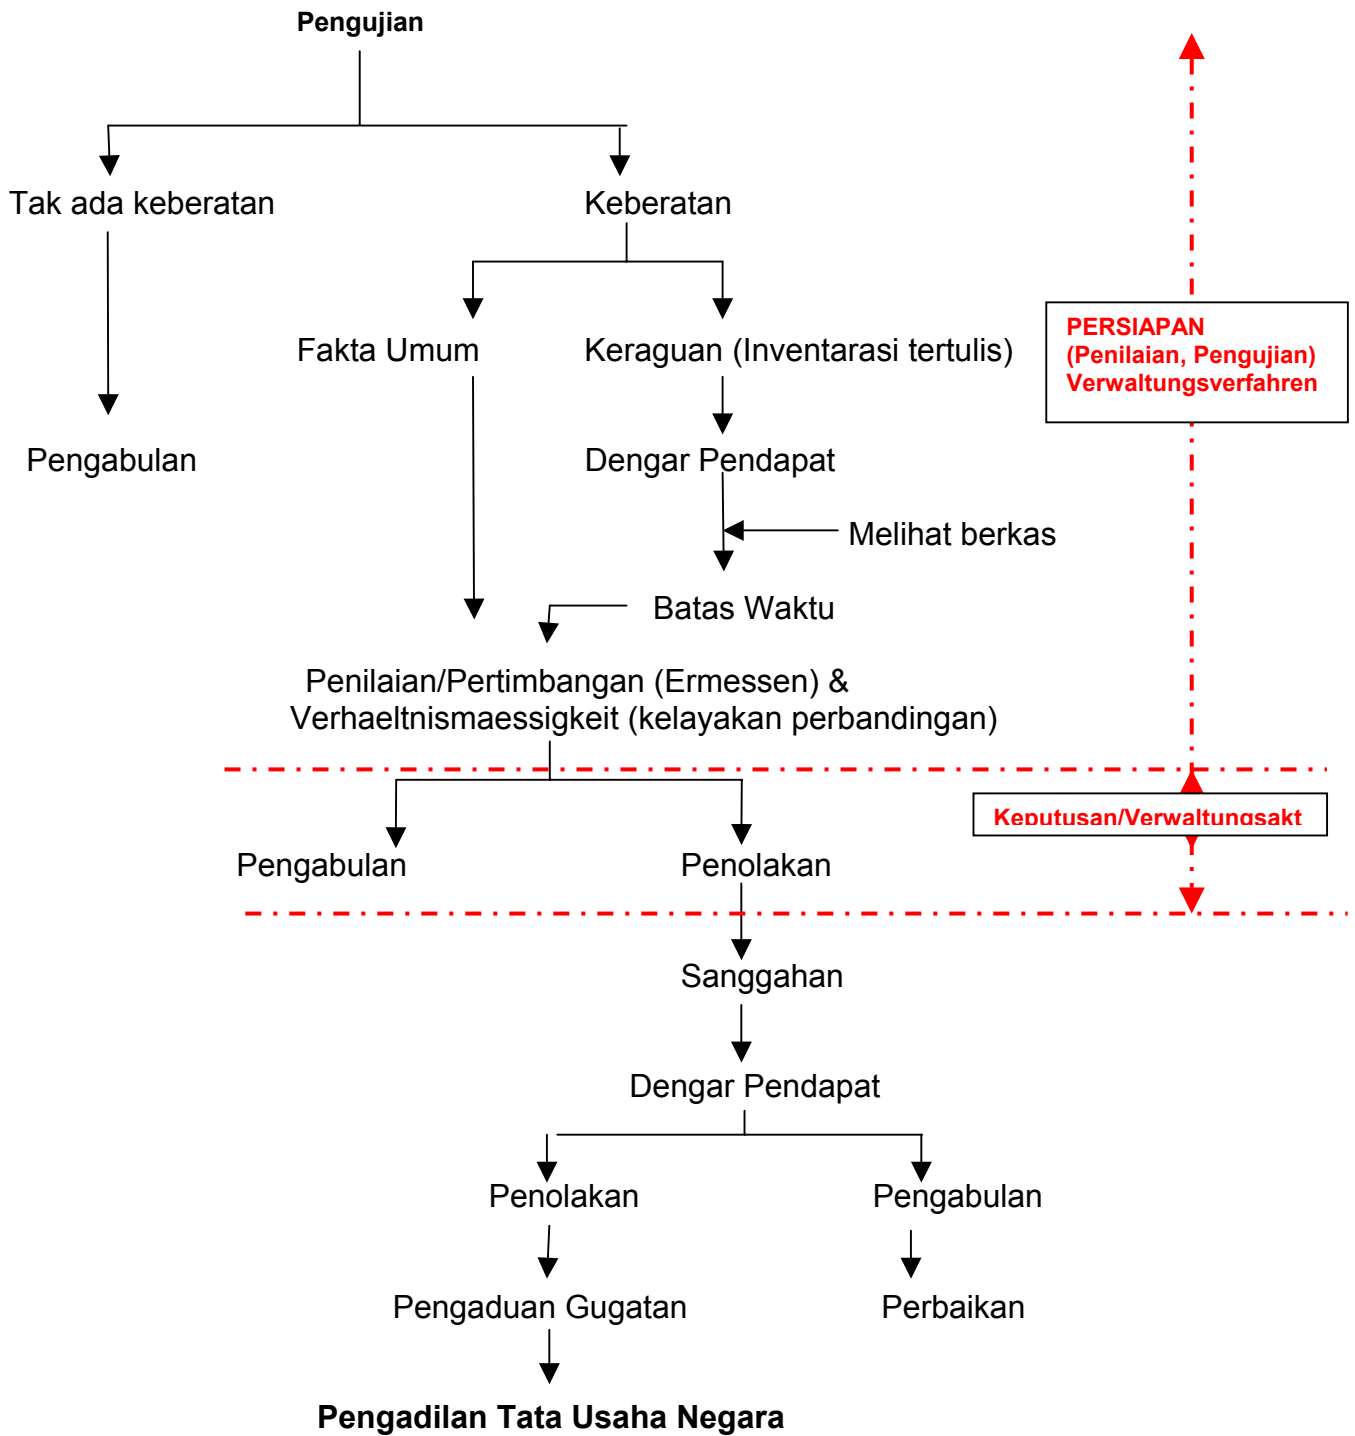 Pengujian
Tak ada keberatan
Keberatan
Fakta Umum
Keraguan (Inventarasi tertulis)
PERSIAPAN
(Penilaian, Pengujian)
Verwaltungsverfahren
Pengabulan
Dengar Pendapat
Melihat berkas
Batas Waktu
Penilaian/Pertimbangan (Ermessen) &
Verhaeltnismaessigkeit (kelayakan perbandingan)
Keputusan/Verwaltungsakt
Pengabulan
Penolakan
Sanggahan
Dengar Pendapat
Penolakan
Pengabulan
Pengaduan Gugatan
Perbaikan
Pengadilan Tata Usaha Negara